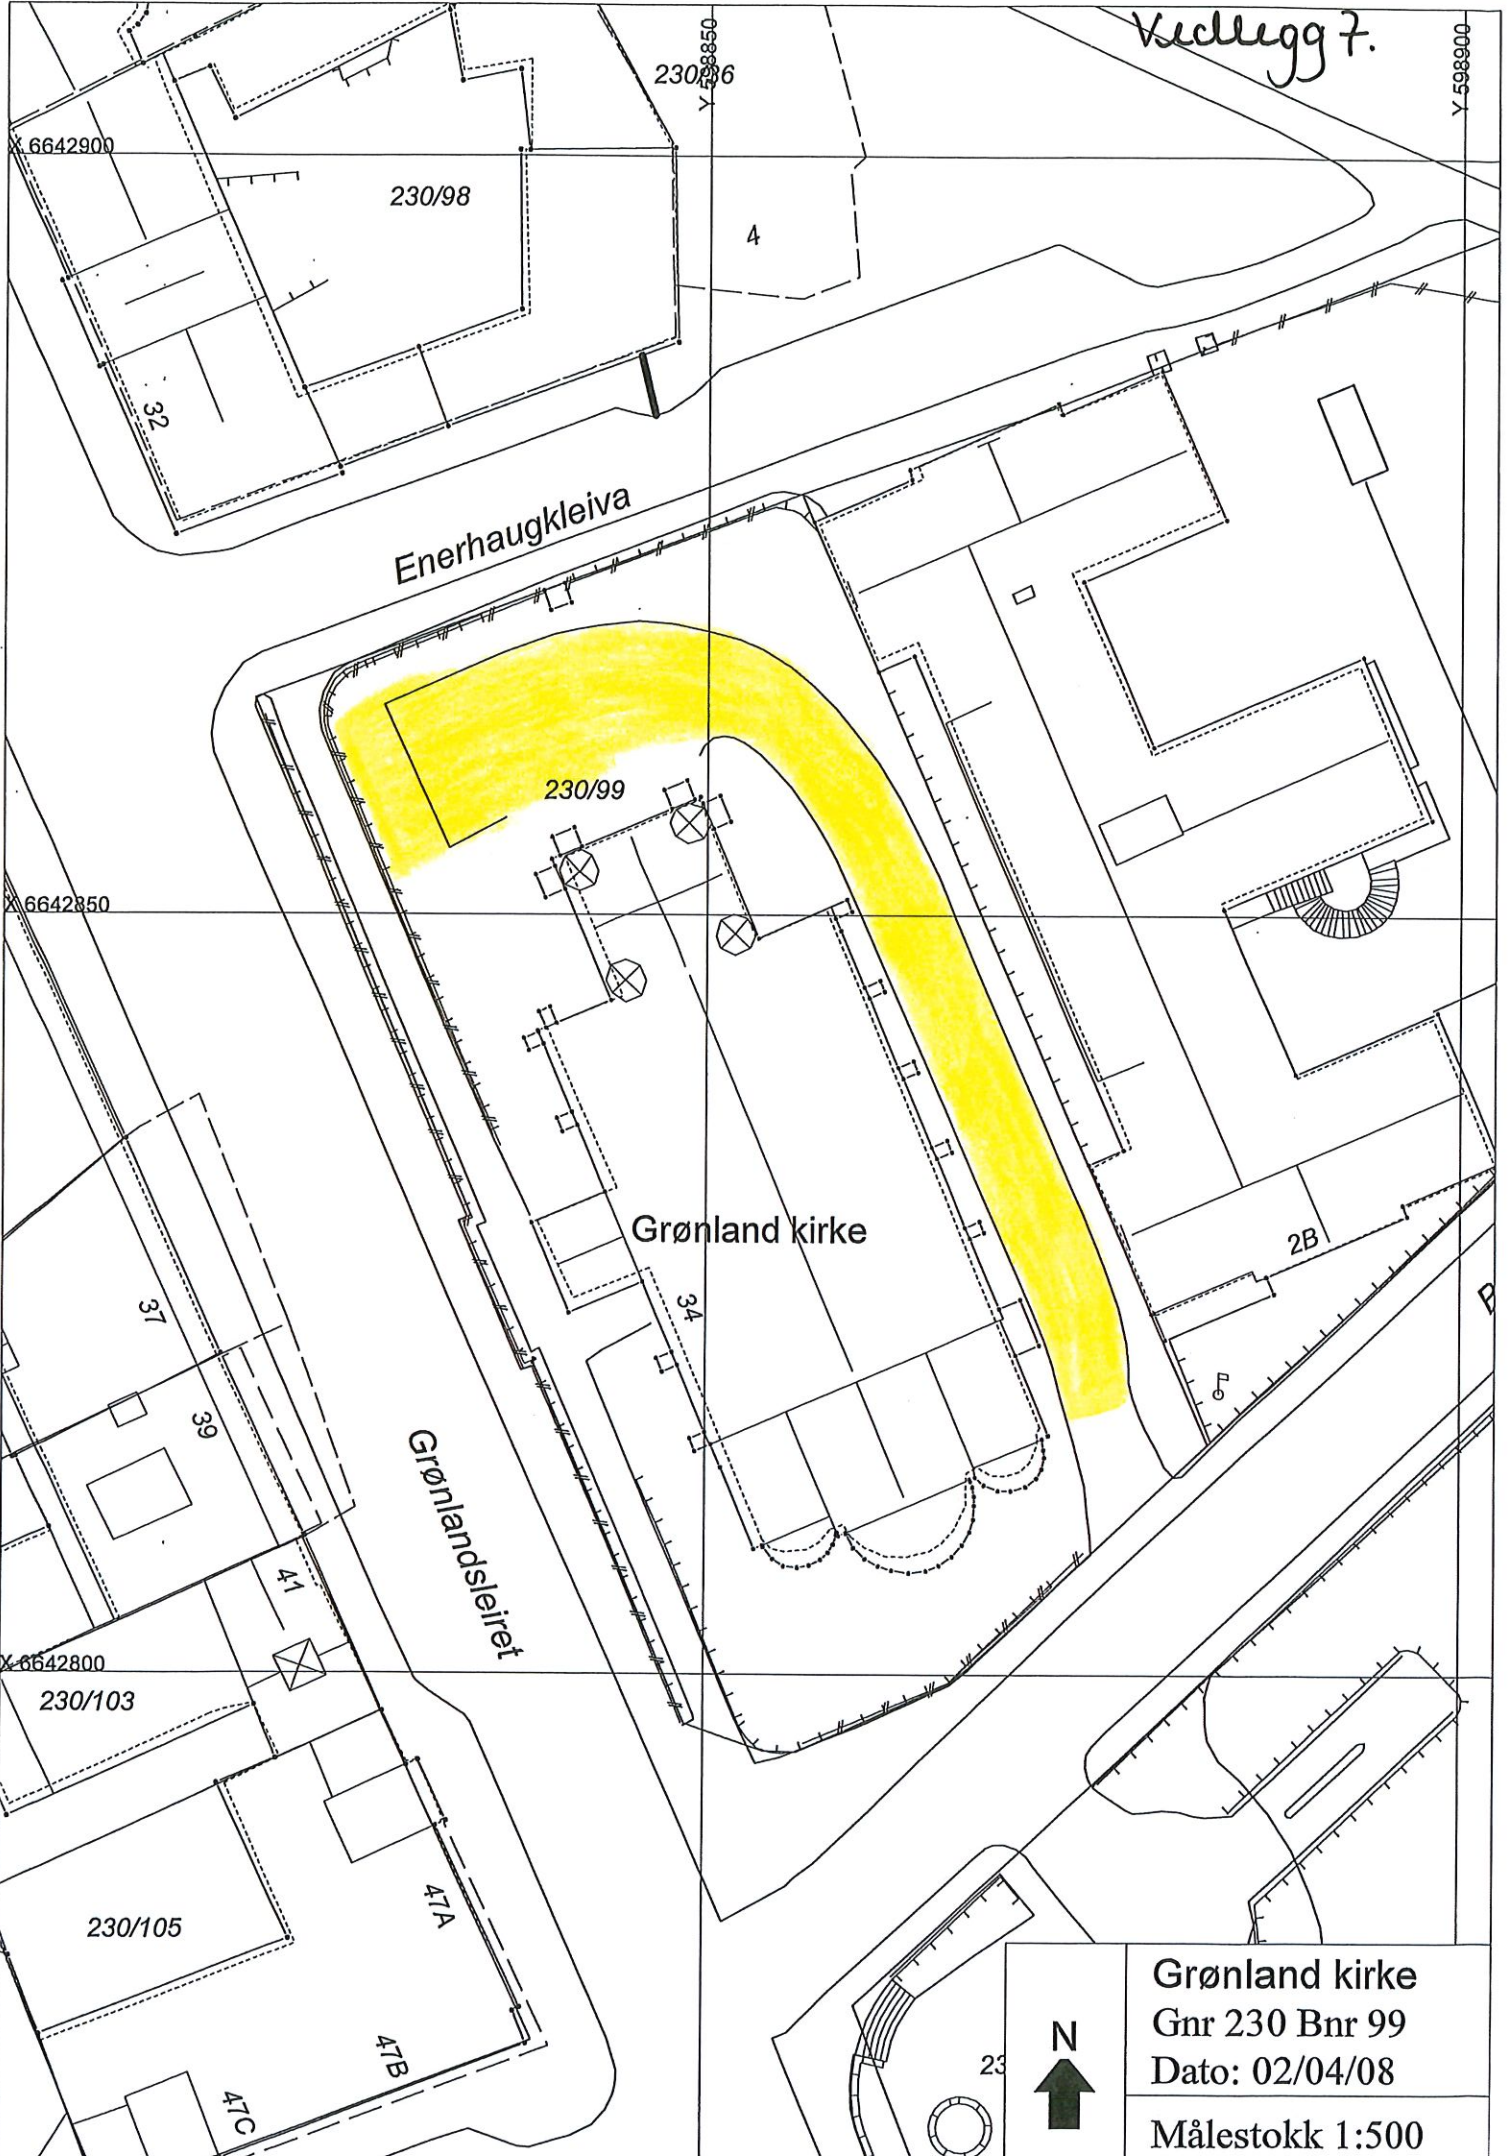 Vedlegg 7.
Y 598850
Y 598900
230/36
X 6642900
230/98
4
32
Enerhaugkleiva
230/99
X 6642850
Grønland kirke
2B
34
37
39
Grønlandsleiret
41
X 6642800
230/103
47A
230/105
47B
47C
23
N
Grønland kirke
Gnr 230 Bnr 99
Dato: 02/04/08
Målestokk 1:500